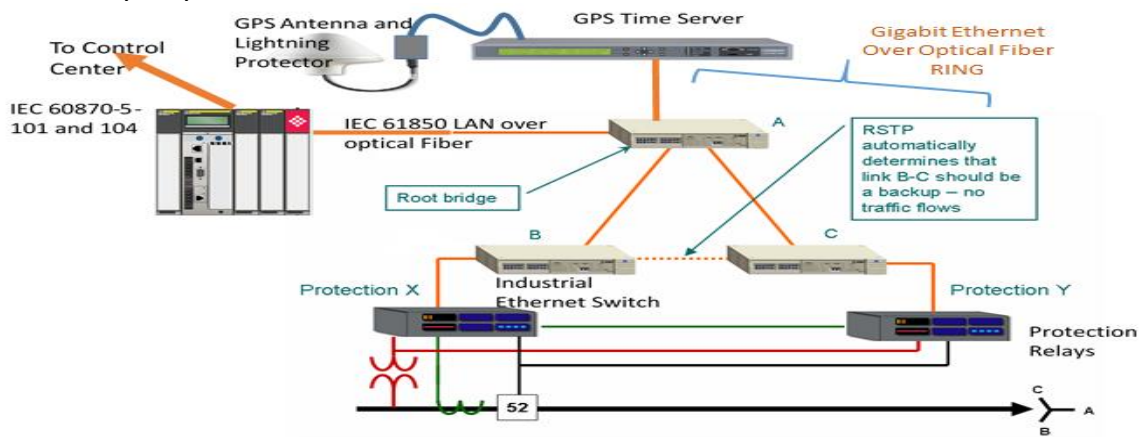 GPS Antenna and
Lightning
Protector
GPS Time Server
Gigabit Ethernet
Over Optical Fiber
RING
To Control
Center
IEC 60870-5-
101 and 104
IEC 61850 LAN over
optical Fiber
A
RSTP
automatically
determines that
link B-C should be
a backup – no
traffic flows
Root bridge
B
C
Industrial
Ethernet Switch
Protection X
Protection Y
Protection
Relays
52
C
A
B